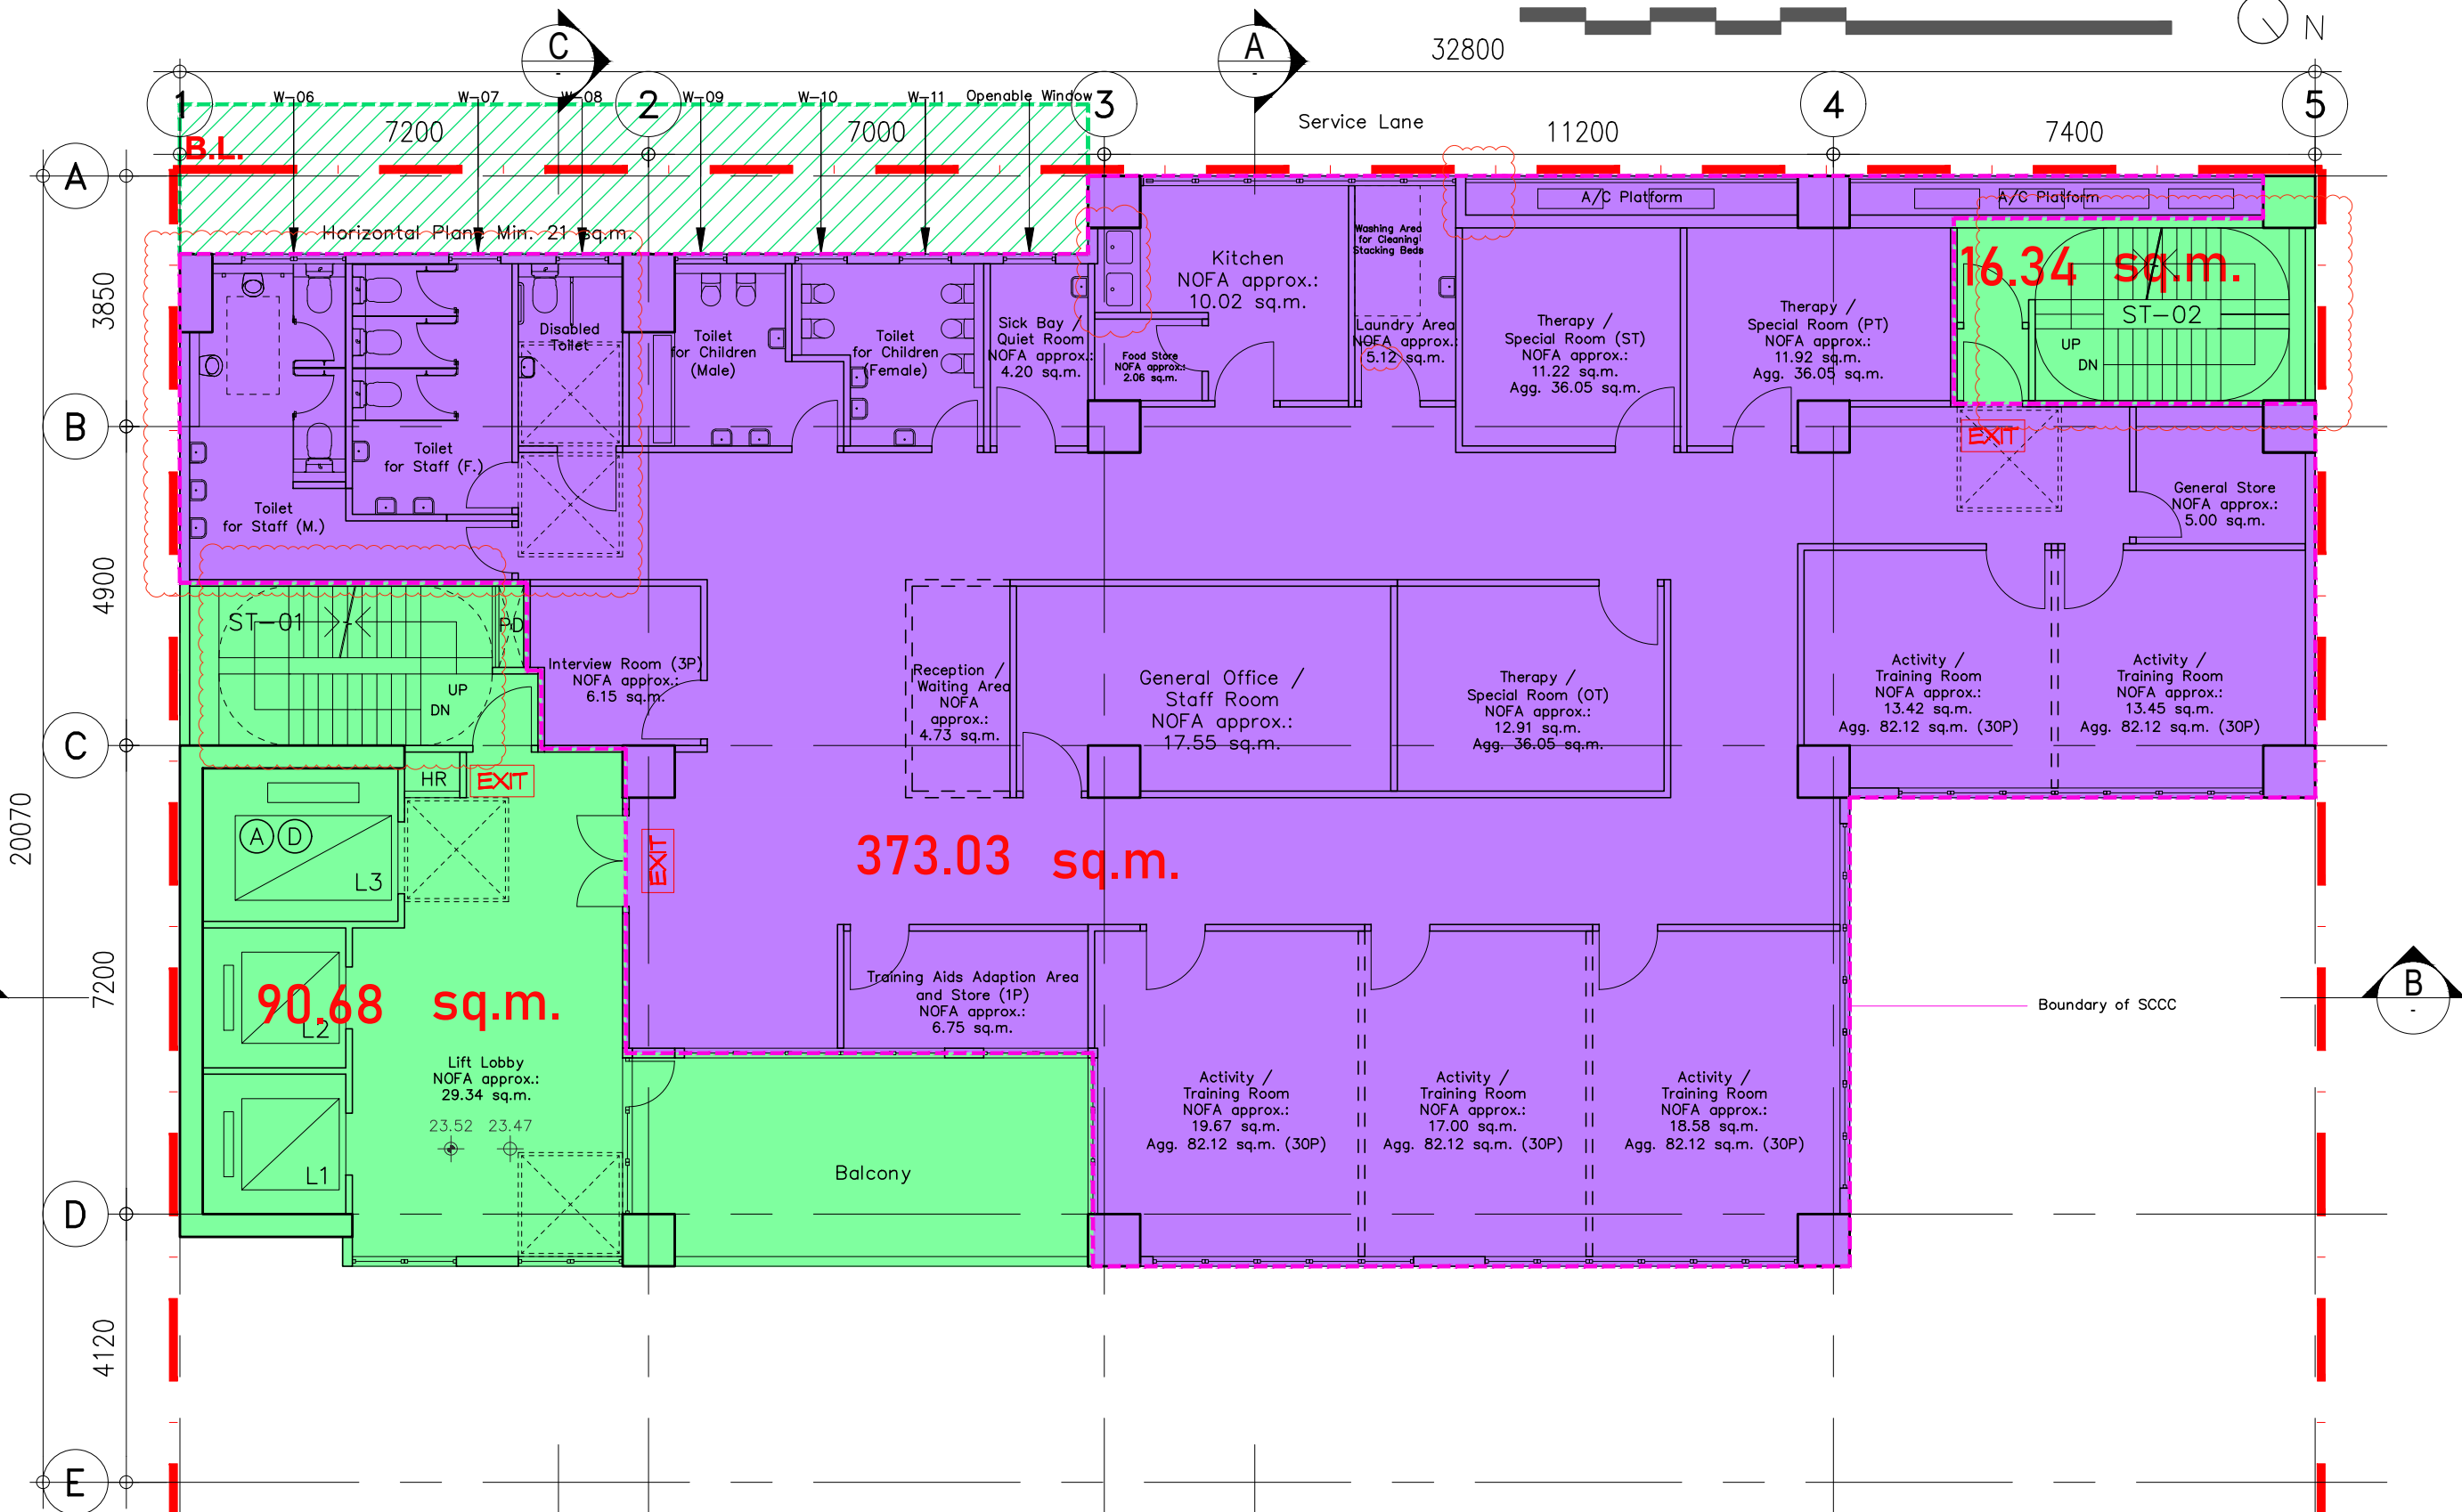 C
-
A
-
32800
N
1
W-06
W-07
W-08
2
W-09
W-10
W-11
Openable Window
3
4
5
7200
7000
Service Lane
11200
7400
B.L.
A
A/C Platform
A/C Platform
Horizontal Plane Min. 21 sq.m.
16.34 sq.m.
3850
Disabled
Toilet
Toilet
for Children
(Male)
Toilet
for Children
(Female)
Sick Bay /
Quiet Room
NOFA approx.:
4.20 sq.m.
Kitchen
NOFA approx.:
10.02 sq.m.
Food Store
NOFA approx.:
2.06 sq.m.
Washing Area
for Cleaning
Stacking Beds
Laundry Area
NOFA approx.:
5.12 sq.m.
Therapy /
Special Room (ST)
NOFA approx.:
11.22 sq.m.
Agg. 36.05 sq.m.
Therapy /
Special Room (PT)
NOFA approx.:
11.92 sq.m.
Agg. 36.05 sq.m.
ST-02
UP
DN
B
EXIT
Toilet
for Staff (F.)
Toilet
for Staff (M.)
General Store
NOFA approx.:
5.00 sq.m.
4900
ST-01
PD
UP
DN
Interview Room (3P)
NOFA approx.:
6.15 sq.m.
Reception /
Waiting Area
NOFA
approx.:
4.73 sq.m.
General Office /
Staff Room
NOFA approx.:
17.55 sq.m.
Therapy /
Special Room (OT)
NOFA approx.:
12.91 sq.m.
Agg. 36.05 sq.m.
Activity /
Training Room
NOFA approx.:
13.42 sq.m.
Agg. 82.12 sq.m. (30P)
Activity /
Training Room
NOFA approx.:
13.45 sq.m.
Agg. 82.12 sq.m. (30P)
C
HR
EXIT
20070
A
D
L3
EXIT
373.03 sq.m.
7200
90.68 sq.m.
L2
Training Aids Adaption Area
and Store (1P)
NOFA approx.:
6.75 sq.m.
Boundary of SCCC
B
-
Lift Lobby
NOFA approx.:
29.34 sq.m.
23.52
23.47
L1
Balcony
Activity /
Training Room
NOFA approx.:
19.67 sq.m.
Agg. 82.12 sq.m. (30P)
Activity /
Training Room
NOFA approx.:
17.00 sq.m.
Agg. 82.12 sq.m. (30P)
Activity /
Training Room
NOFA approx.:
18.58 sq.m.
Agg. 82.12 sq.m. (30P)
D
4120
E